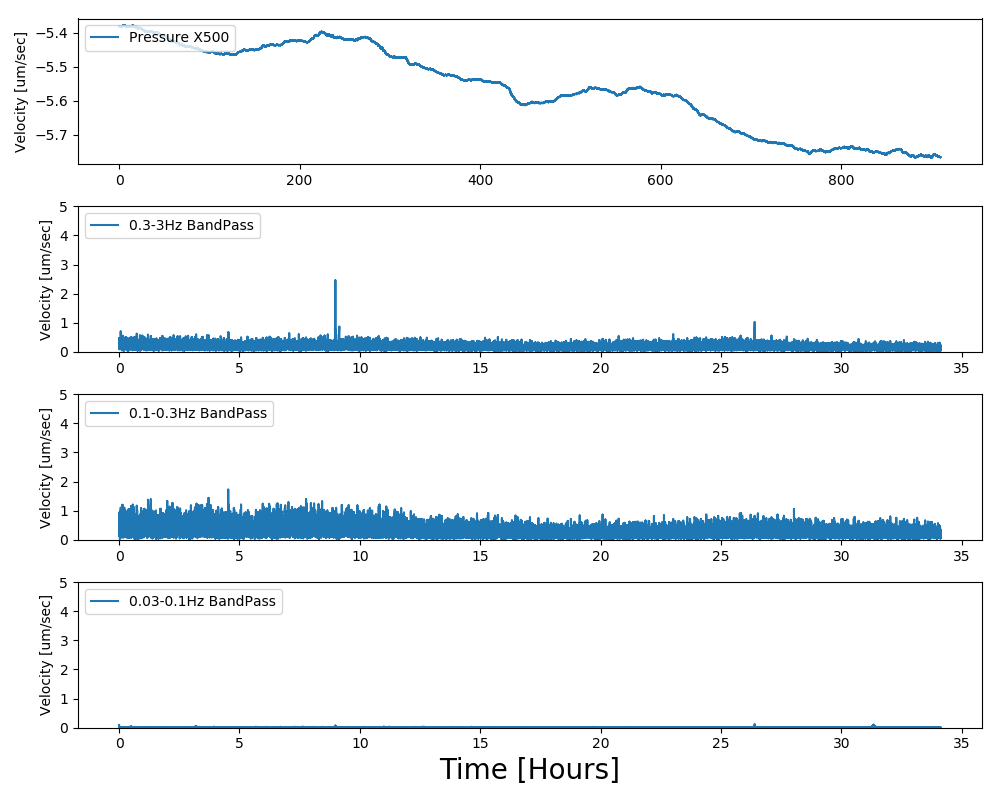 Velocity [um/sec]
−5.4
−5.5
−5.6
−5.7
Pressure X500
0 200 400 600 800
Velocity [um/sec]
5
4
3
2
1
0
0.3-3Hz BandPass
0 5 10 15 20 25 30 35
Velocity [um/sec]
5
4
3
2
1
0
0.1-0.3Hz BandPass
0 5 10 15 20 25 30 35
Velocity [um/sec]
5
4
3
2
1
0
0.03-0.1Hz BandPass
0 5 10 15 20 25 30 35
Time [Hours]